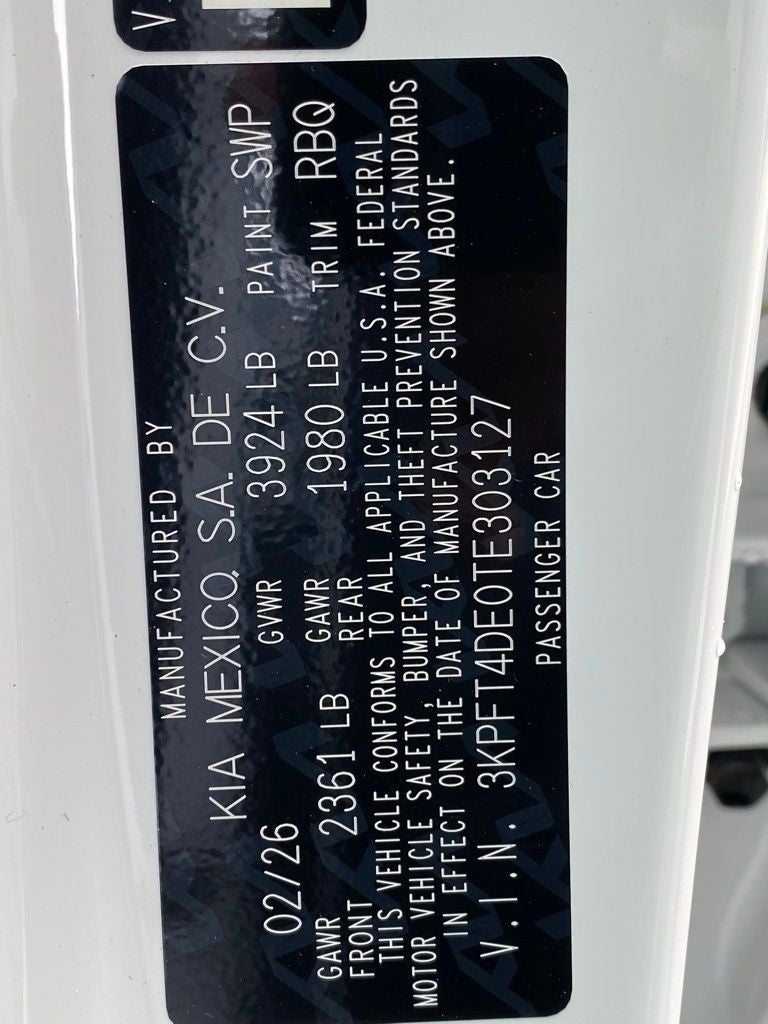 V
MANUFACTURED BY
KIA MEXICO, S.A. DE C.V.
02/26 GVWR 3924 LB PAINT SWP
GAWR FRONT 2361 LB GAWR REAR 1980 LB TRIM RBQ
THIS VEHICLE CONFORMS TO ALL APPLICABLE U.S.A. FEDERAL
MOTOR VEHICLE SAFETY, BUMPER, AND THEFT PREVENTION STANDARDS
IN EFFECT ON THE DATE OF MANUFACTURE SHOWN ABOVE.
V.I.N. 3KPFT4DE0TE303127
PASSENGER CAR